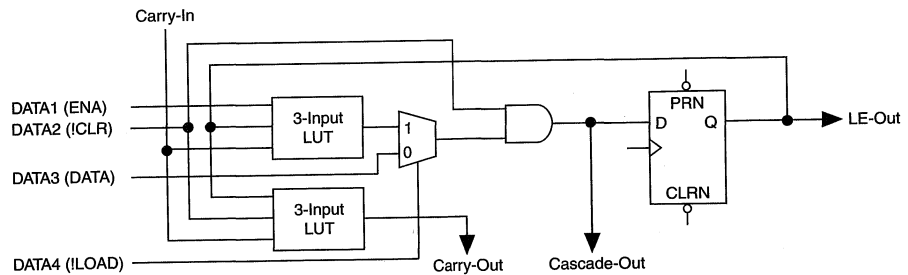 Carry-In
DATA1 (ENA)
DATA2 (!CLR)
DATA3 (DATA)
DATA4 (!LOAD)
3-Input
LUT
1
0
3-Input
LUT
Carry-Out
Cascade-Out
PRN
D Q
CLRN
LE-Out